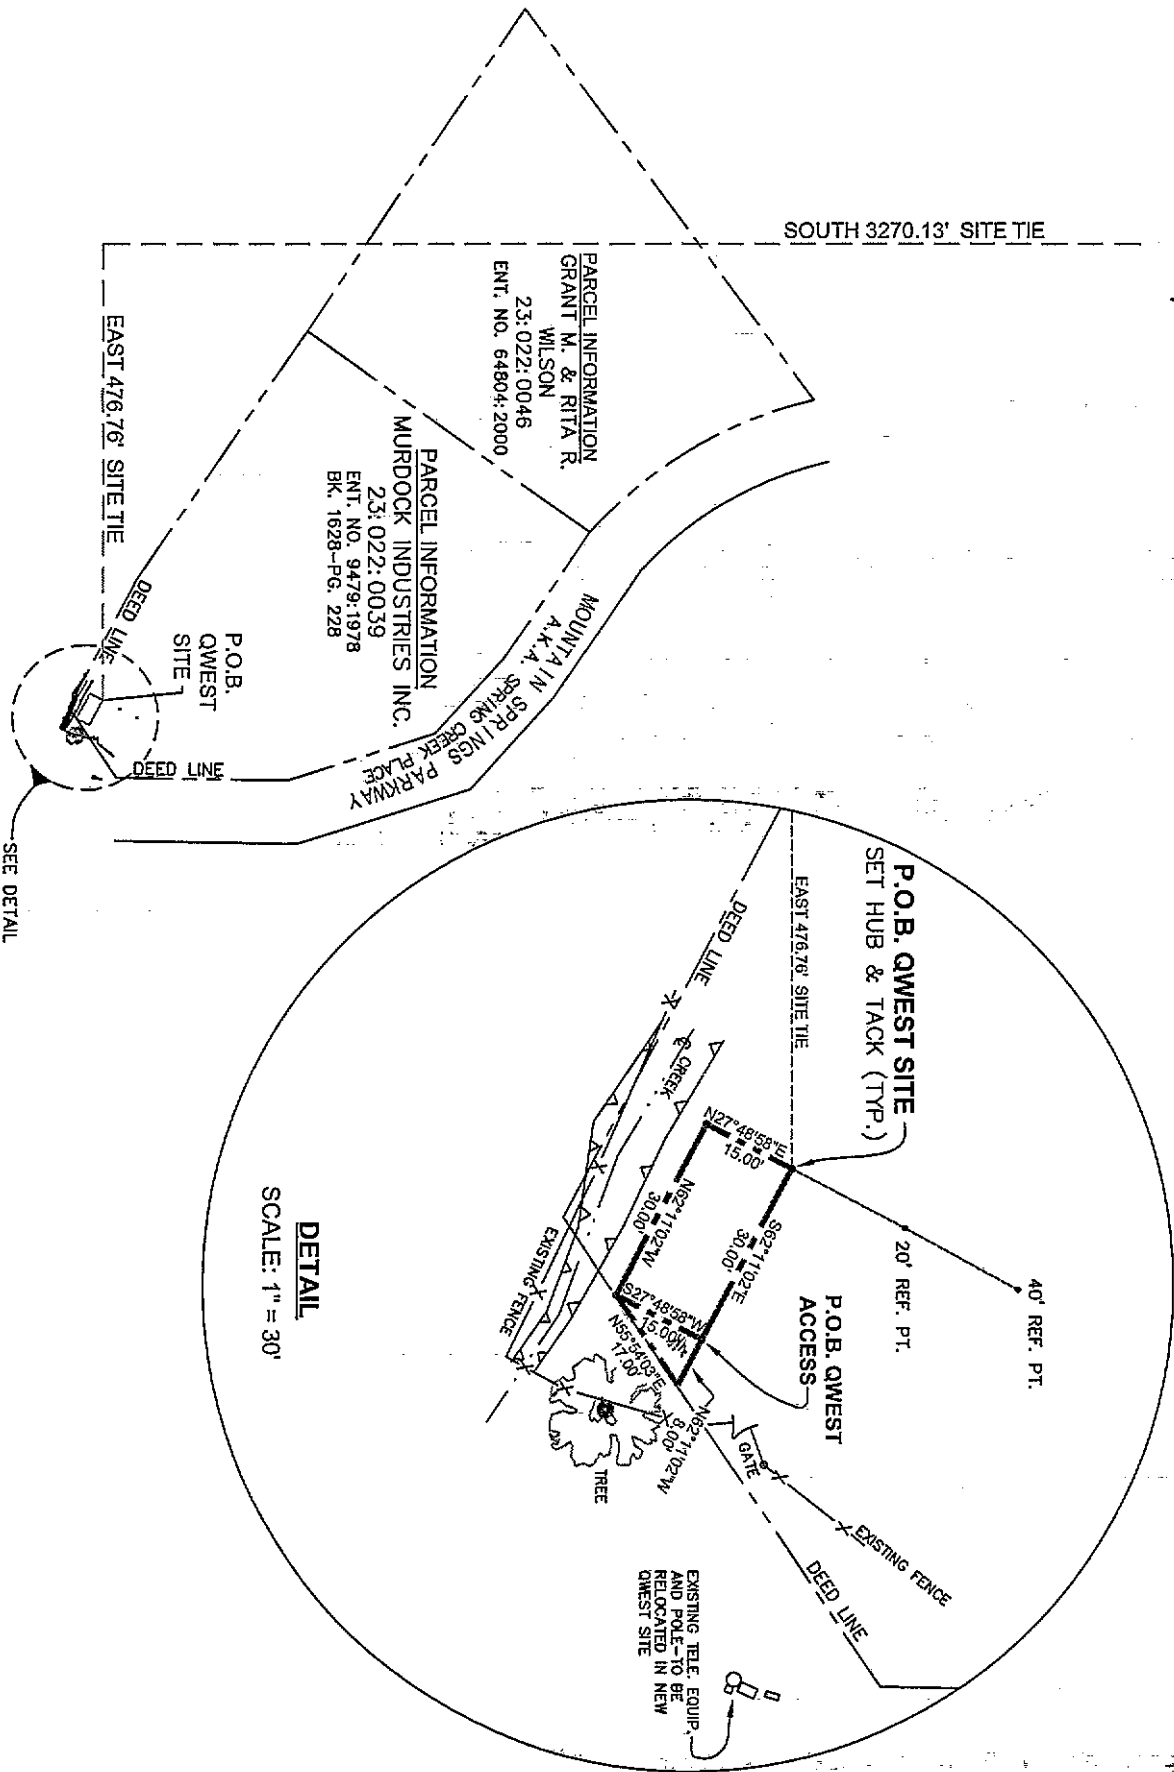 SOUTH 3270.13' SITE TIE
EAST 476.76' SITE TIE
PARCEL INFORMATION
GRANT M. & RITA R.
WILSON
23:022:0046
ENT. NO. 64804:2000
PARCEL INFORMATION
MURDOCK INDUSTRIES INC.
23:022:0039
ENT. NO. 9479:1978
BK. 1628-PG. 228
MOUNTAIN SPRINGS PARKWAY
A.K.A. SPRING CREEK PLACE
DEED LINE
P.O.B.
QWEST
SITE
DEED LINE
SEE DETAIL
P.O.B. QWEST SITE
SET HUB & TACK (TYP.)
EAST 476.76' SITE TIE
DEED LINE
₵ CREEK
N27°48'58"E
15.00'
N62°11'02"W
30.00'
S62°11'02"E
30.00'
S27°48'58"W
15.00'
N55°54'03"E
17.00'
N62°11'02"W
8.00'
20' REF. PT.
40' REF. PT.
P.O.B. QWEST
ACCESS
GATE
EXISTING FENCE
EXISTING FENCE
TREE
DEED LINE
EXISTING TELE. EQUIP.
AND POLE-TO BE
RELOCATED IN NEW
QWEST SITE
DETAIL
SCALE: 1" = 30'